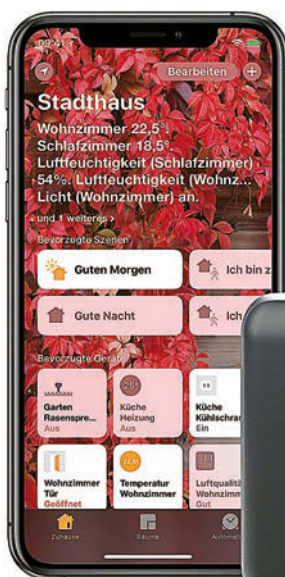 09:41
Bearbeiten
Stadthaus
Wohnzimmer 22,5°.
Schlafzimmer 18,5°.
Luftfeuchtigkeit (Schlafzimmer)
54%. Luftfeuchtigkeit (Wohnz...
Licht (Wohnzimmer) an.
und 1 weiteres >
Bevorzugte Szenen
Guten Morgen
Ich bin z
Gute Nacht
Ich
Bevorzugte Geräte
Garten
Rasenspre...
Aus
25°
Küche
Heizung
Aus
Küche
Kühlschra
Ein
Wohnzimmer
Tür
Geöffnet
Temperatur
Wohnzimmer
Luftqualitä
Wohnzimm
Gut
Zuhause
Räume
Automat